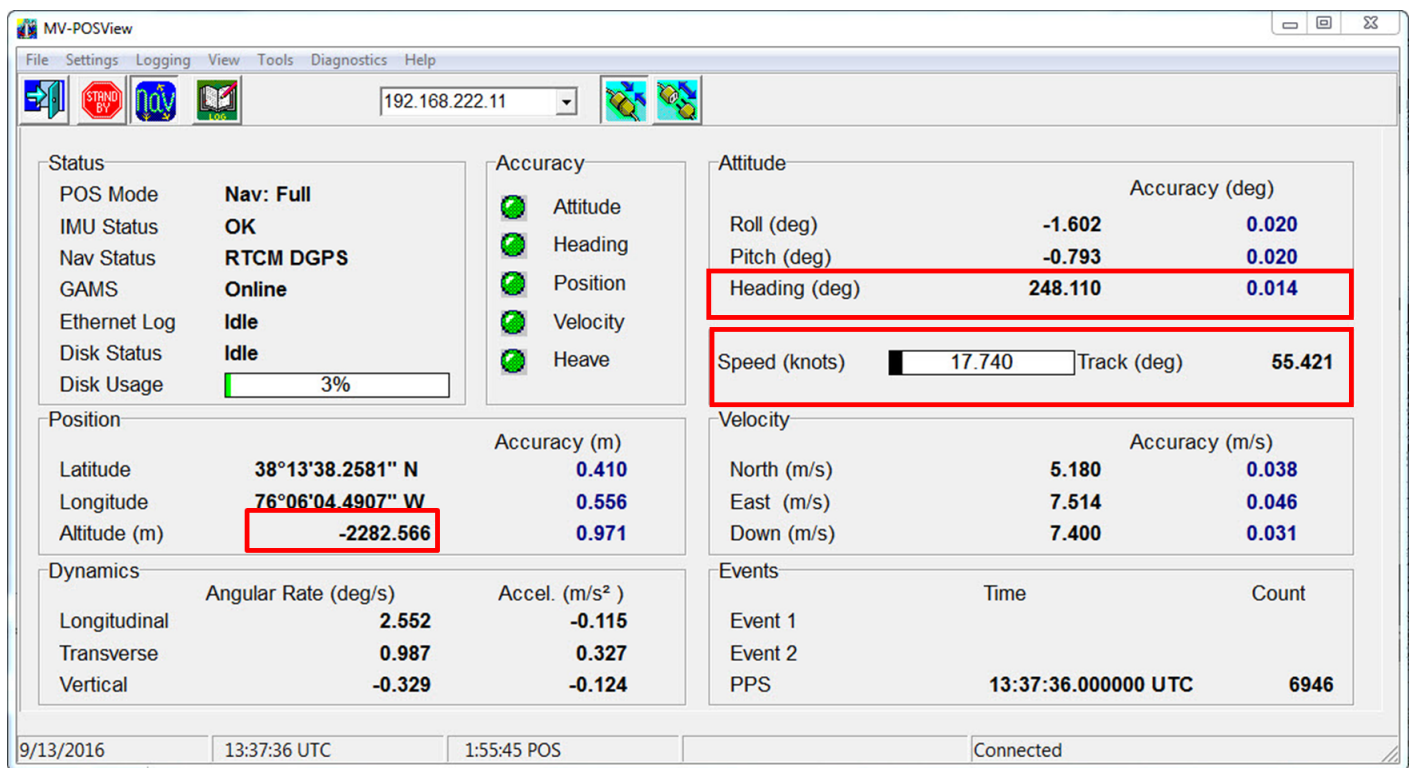 MV-POSView
File Settings Logging View Tools Diagnostics Help
STAND BY nav LOG 192.168.222.11
Status
POS Mode Nav: Full
IMU Status OK
Nav Status RTCM DGPS
GAMS Online
Ethernet Log Idle
Disk Status Idle
Disk Usage 3%
Accuracy
Attitude
Heading
Position
Velocity
Heave
Attitude
Accuracy (deg)
Roll (deg) -1.602 0.020
Pitch (deg) -0.793 0.020
Heading (deg) 248.110 0.014
Speed (knots) 17.740 Track (deg) 55.421
Position
Accuracy (m)
Latitude 38°13'38.2581" N 0.410
Longitude 76°06'04.4907" W 0.556
Altitude (m) -2282.566 0.971
Velocity
Accuracy (m/s)
North (m/s) 5.180 0.038
East (m/s) 7.514 0.046
Down (m/s) 7.400 0.031
Dynamics
Angular Rate (deg/s) Accel. (m/s²)
Longitudinal 2.552 -0.115
Transverse 0.987 0.327
Vertical -0.329 -0.124
Events
Time Count
Event 1
Event 2
PPS 13:37:36.000000 UTC 6946
9/13/2016 13:37:36 UTC 1:55:45 POS Connected